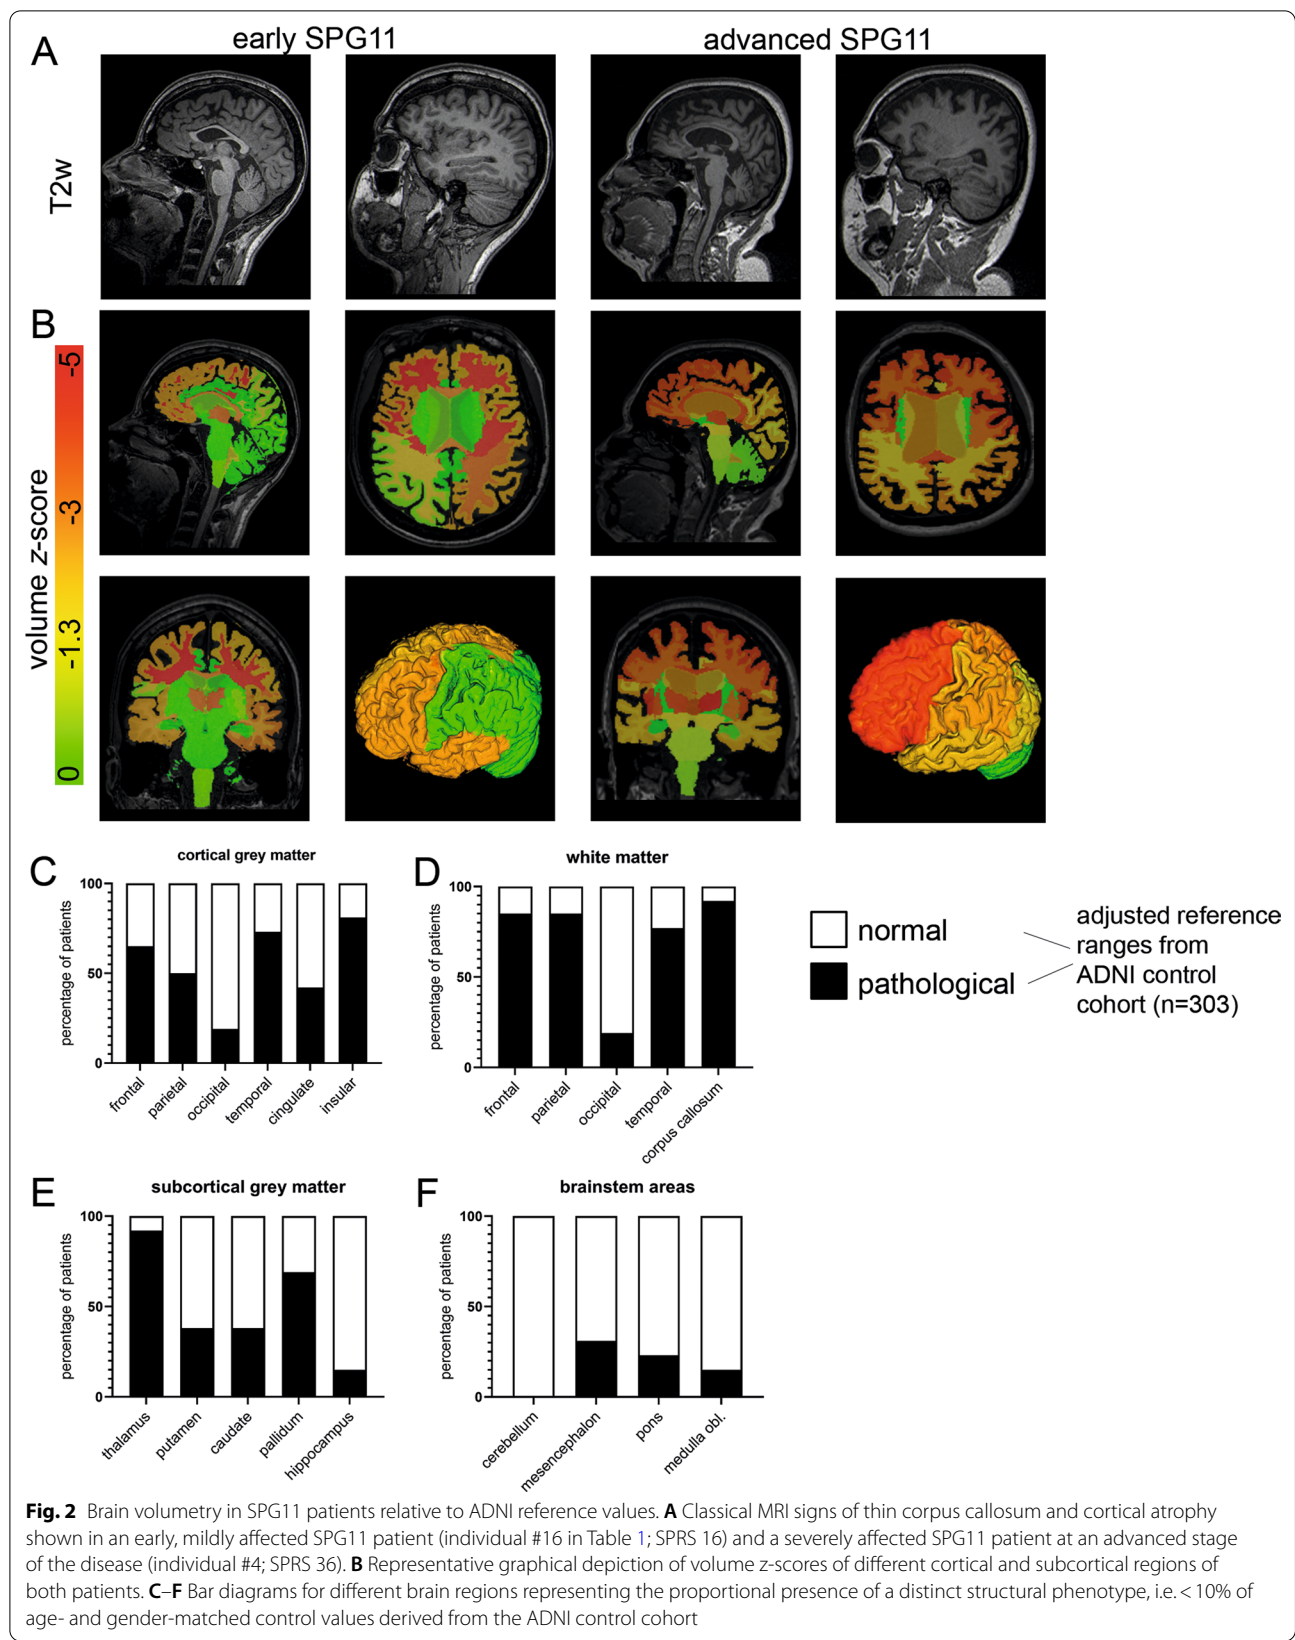 early SPG11
advanced SPG11
A
T2w
B
volume z-score
-5
-3
-1.3
0
C
cortical grey matter
percentage of patients
100
50
0
frontal
parietal
occipital
temporal
cingulate
insular
D
white matter
percentage of patients
100
50
0
frontal
parietal
occipital
temporal
corpus callosum
normal
pathological
adjusted reference
ranges from
ADNI control
cohort (n=303)
E
subcortical grey matter
percentage of patients
100
50
0
thalamus
putamen
caudate
pallidum
hippocampus
F
brainstem areas
percentage of patients
100
50
0
cerebellum
mesencephalon
pons
medulla obl.
Fig. 2 Brain volumetry in SPG11 patients relative to ADNI reference values. A Classical MRI signs of thin corpus callosum and cortical atrophy
shown in an early, mildly affected SPG11 patient (individual #16 in Table 1; SPRS 16) and a severely affected SPG11 patient at an advanced stage
of the disease (individual #4; SPRS 36). B Representative graphical depiction of volume z-scores of different cortical and subcortical regions of
both patients. C–F Bar diagrams for different brain regions representing the proportional presence of a distinct structural phenotype, i.e. < 10% of
age- and gender-matched control values derived from the ADNI control cohort